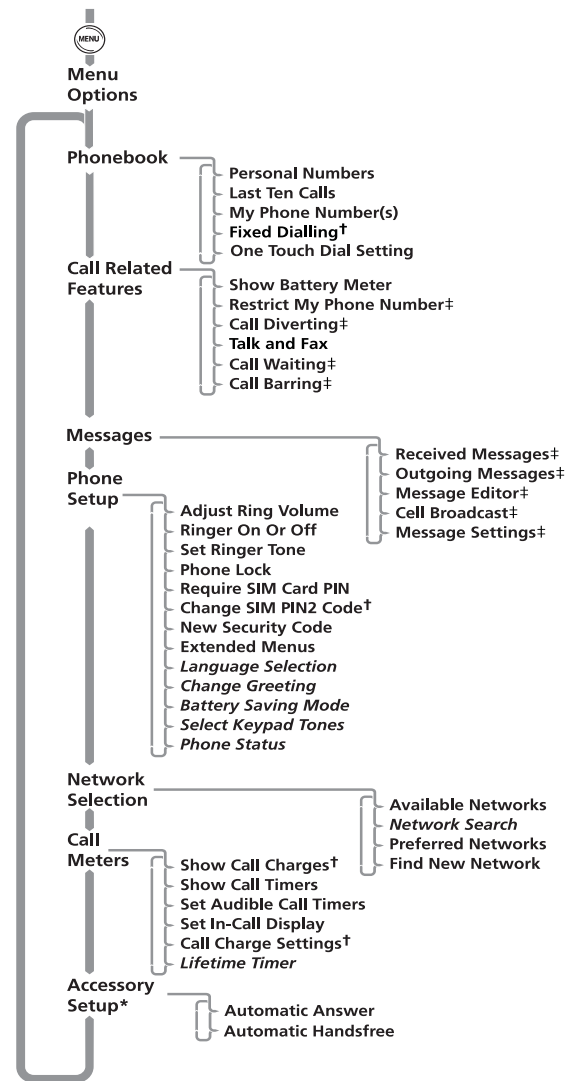 MENU
Menu
Options
Phonebook
Personal Numbers
Last Ten Calls
My Phone Number(s)
Fixed Dialling†
One Touch Dial Setting
Call Related
Features
Show Battery Meter
Restrict My Phone Number‡
Call Diverting‡
Talk and Fax
Call Waiting‡
Call Barring‡
Messages
Received Messages‡
Outgoing Messages‡
Message Editor‡
Cell Broadcast‡
Message Settings‡
Phone
Setup
Adjust Ring Volume
Ringer On Or Off
Set Ringer Tone
Phone Lock
Require SIM Card PIN
Change SIM PIN2 Code†
New Security Code
Extended Menus
Language Selection
Change Greeting
Battery Saving Mode
Select Keypad Tones
Phone Status
Network
Selection
Available Networks
Network Search
Preferred Networks
Find New Network
Call
Meters
Show Call Charges†
Show Call Timers
Set Audible Call Timers
Set In-Call Display
Call Charge Settings†
Lifetime Timer
Accessory
Setup*
Automatic Answer
Automatic Handsfree